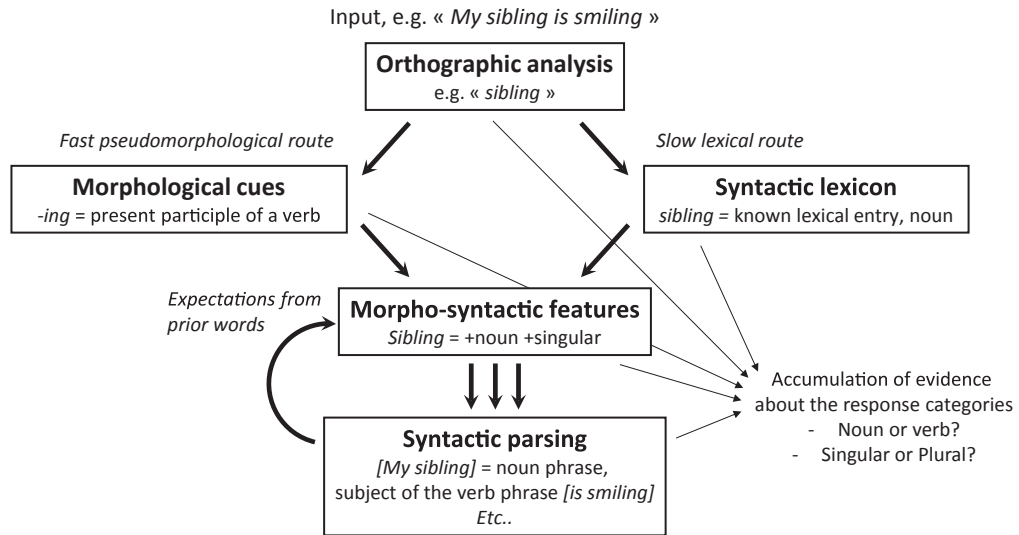 Input, e.g. « My sibling is smiling »
Orthographic analysis
e.g. « sibling »
Fast pseudomorphological route
Slow lexical route
Morphological cues
-ing = present participle of a verb
Syntactic lexicon
sibling = known lexical entry, noun
Expectations from
prior words
Morpho-syntactic features
Sibling = +noun +singular
Accumulation of evidence
about the response categories
- Noun or verb?
- Singular or Plural?
Syntactic parsing
[My sibling] = noun phrase,
subject of the verb phrase [is smiling]
Etc..